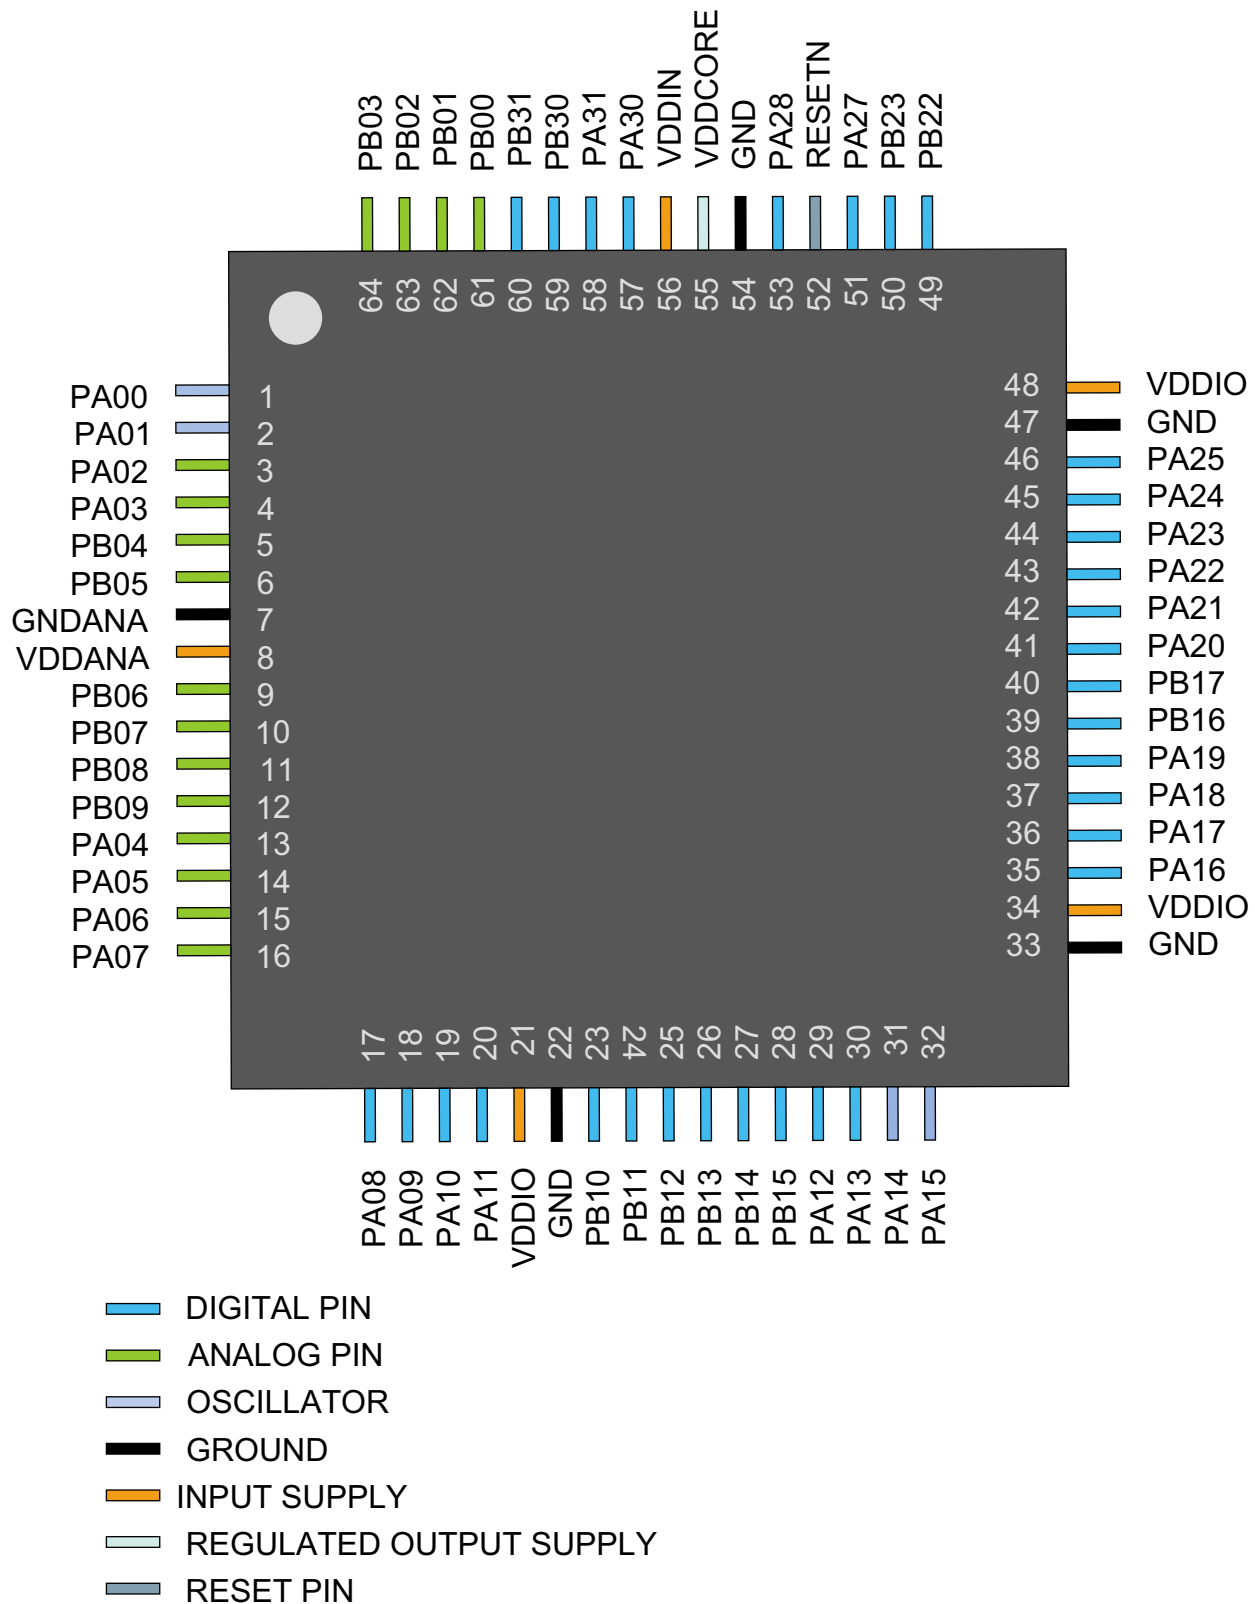 PB03
PB02
PB01
PB00
PB31
PB30
PA31
PA30
VDDIN
VDDCORE
GND
PA28
RESETN
PA27
PB23
PB22
64
63
62
61
60
59
58
57
56
55
54
53
52
51
50
49
PA00 1
PA01 2
PA02 3
PA03 4
PB04 5
PB05 6
GNDANA 7
VDDANA 8
PB06 9
PB07 10
PB08 11
PB09 12
PA04 13
PA05 14
PA06 15
PA07 16
48 VDDIO
47 GND
46 PA25
45 PA24
44 PA23
43 PA22
42 PA21
41 PA20
40 PB17
39 PB16
38 PA19
37 PA18
36 PA17
35 PA16
34 VDDIO
33 GND
17
18
19
20
21
22
23
24
25
26
27
28
29
30
31
32
PA08
PA09
PA10
PA11
VDDIO
GND
PB10
PB11
PB12
PB13
PB14
PB15
PA12
PA13
PA14
PA15
DIGITAL PIN
ANALOG PIN
OSCILLATOR
GROUND
INPUT SUPPLY
REGULATED OUTPUT SUPPLY
RESET PIN